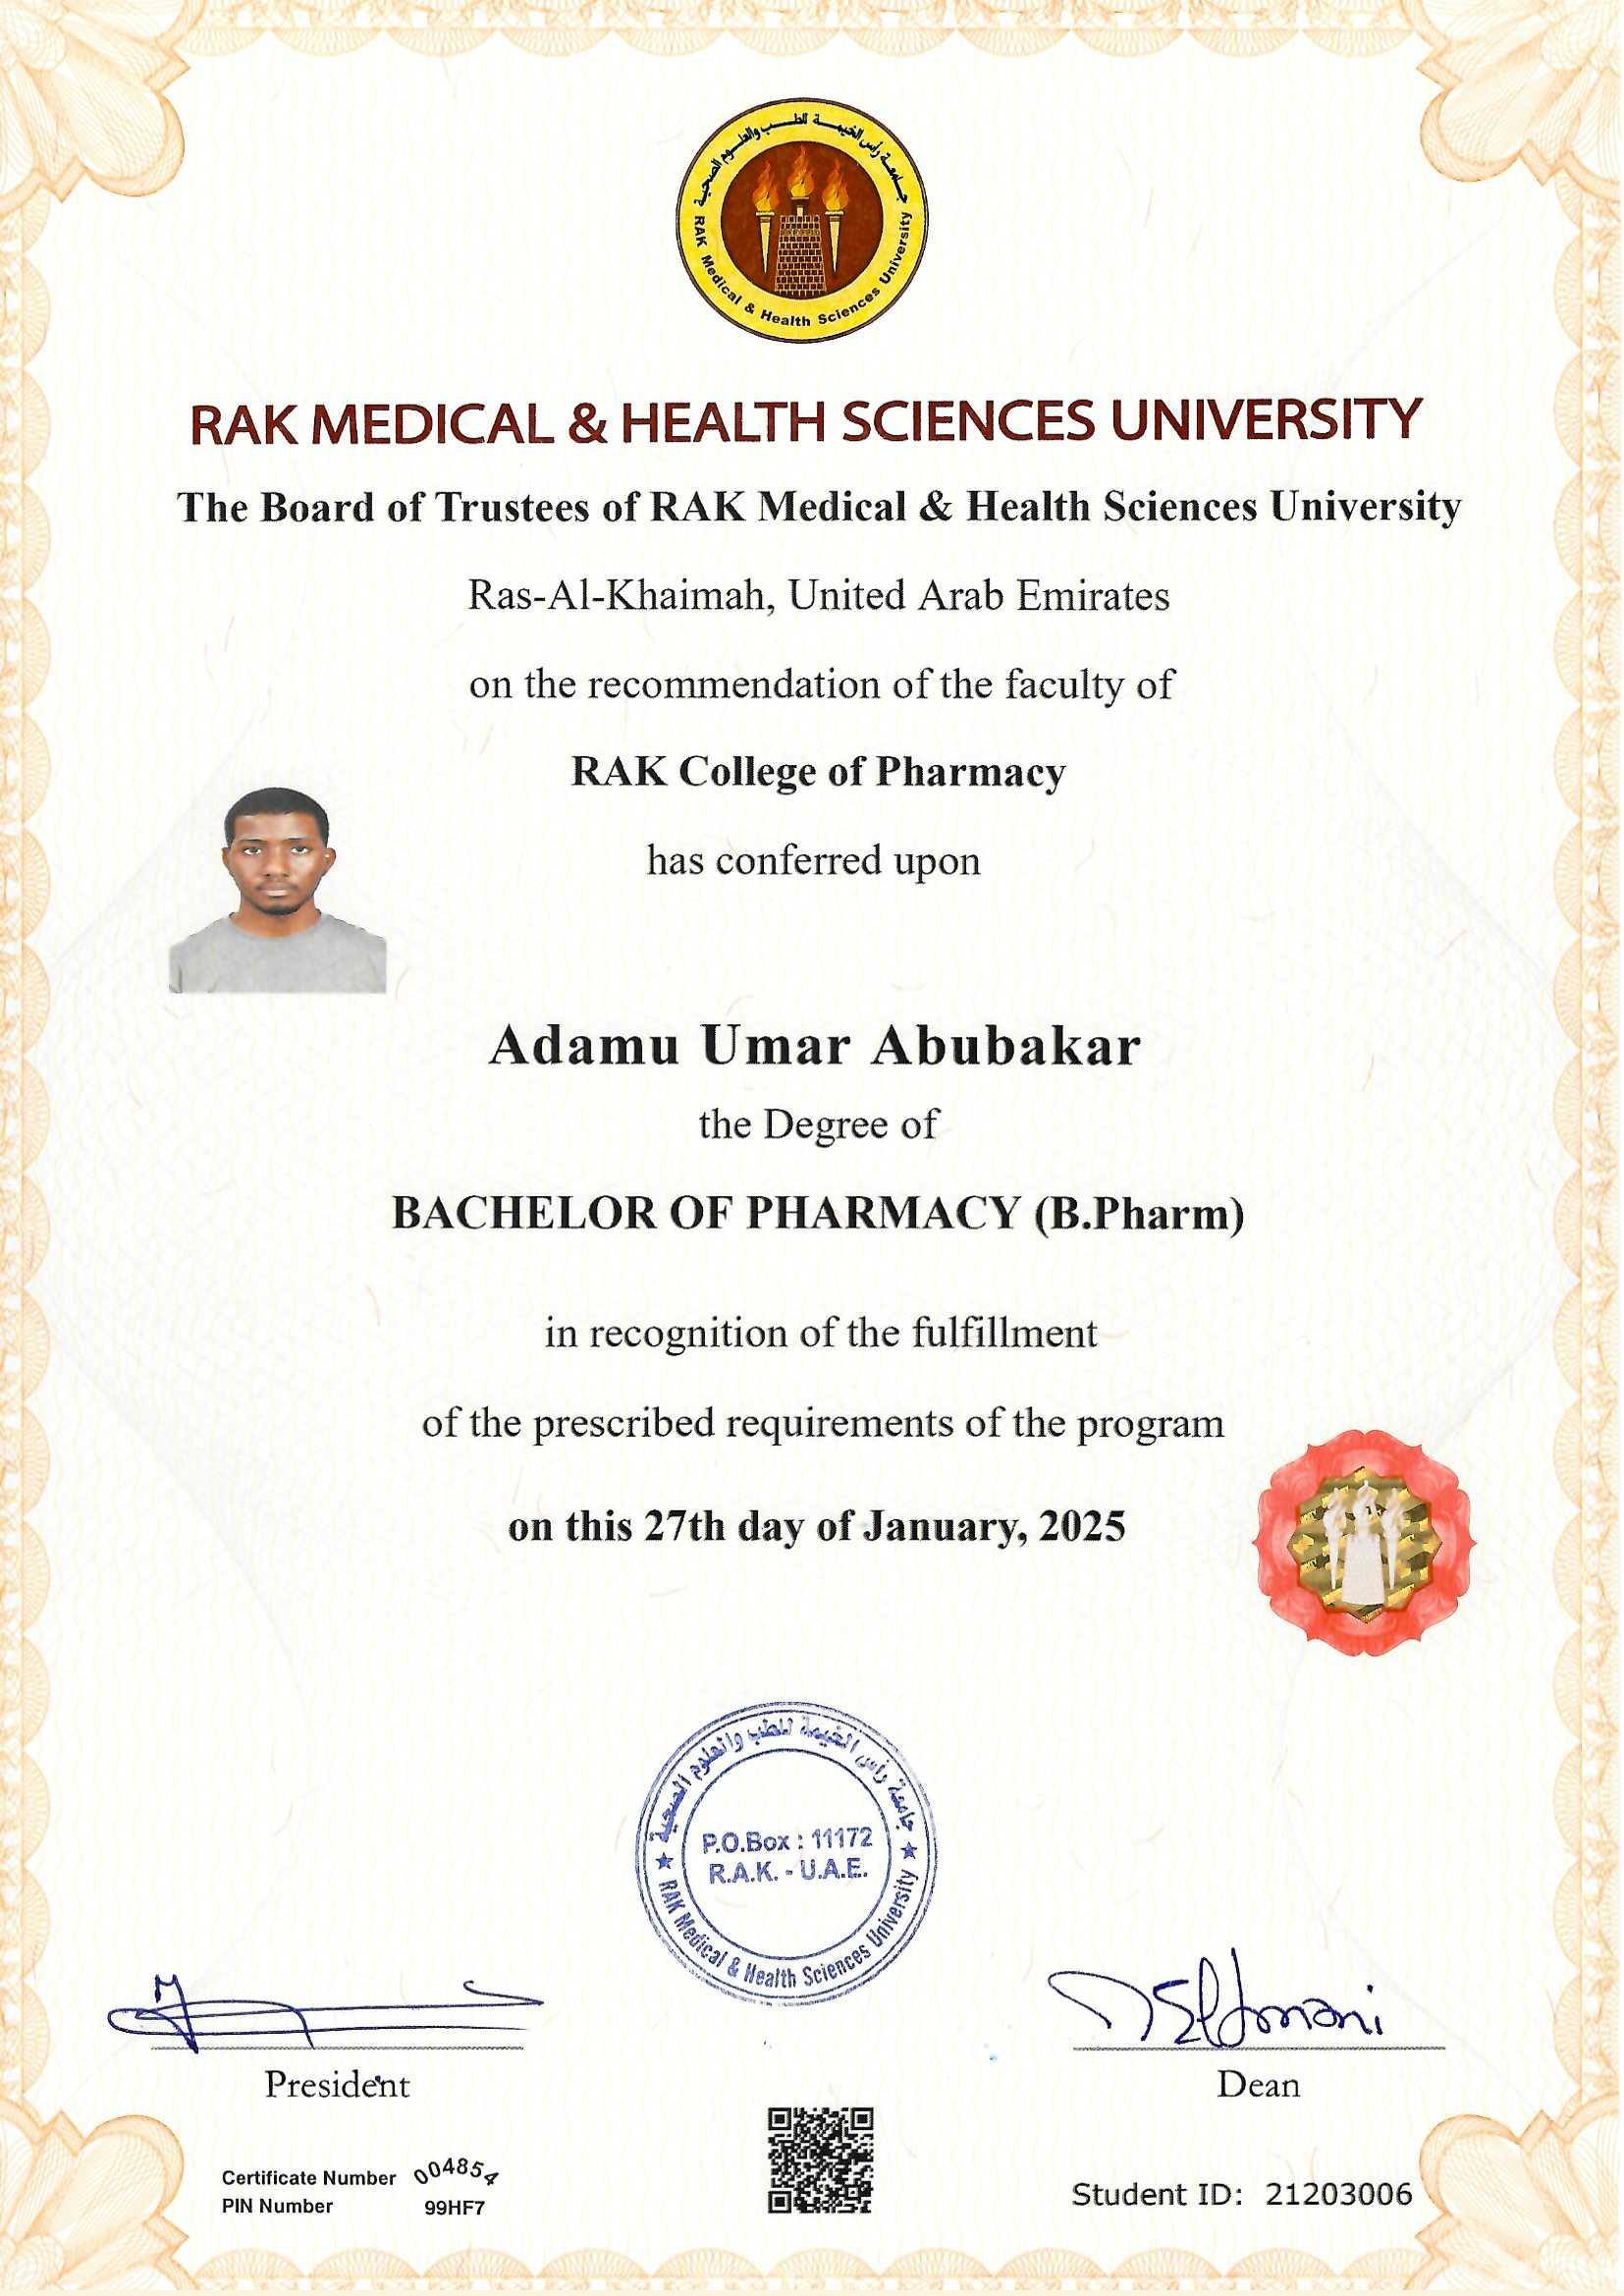 جامعة رأس الخيمة للطب والعلوم الصحية
RAK Medical & Health Sciences University
RAK MEDICAL & HEALTH SCIENCES UNIVERSITY
The Board of Trustees of RAK Medical & Health Sciences University
Ras-Al-Khaimah, United Arab Emirates
on the recommendation of the faculty of
RAK College of Pharmacy
has conferred upon
Adamu Umar Abubakar
the Degree of
BACHELOR OF PHARMACY (B.Pharm)
in recognition of the fulfillment
of the prescribed requirements of the program
on this 27th day of January, 2025
جامعة رأس الخيمة للطب والعلوم الصحية
P.O.Box : 11172
R.A.K. - U.A.E.
RAK Medical & Health Sciences University
President
Dean
Certificate Number 004854
PIN Number 99HF7
Student ID: 21203006